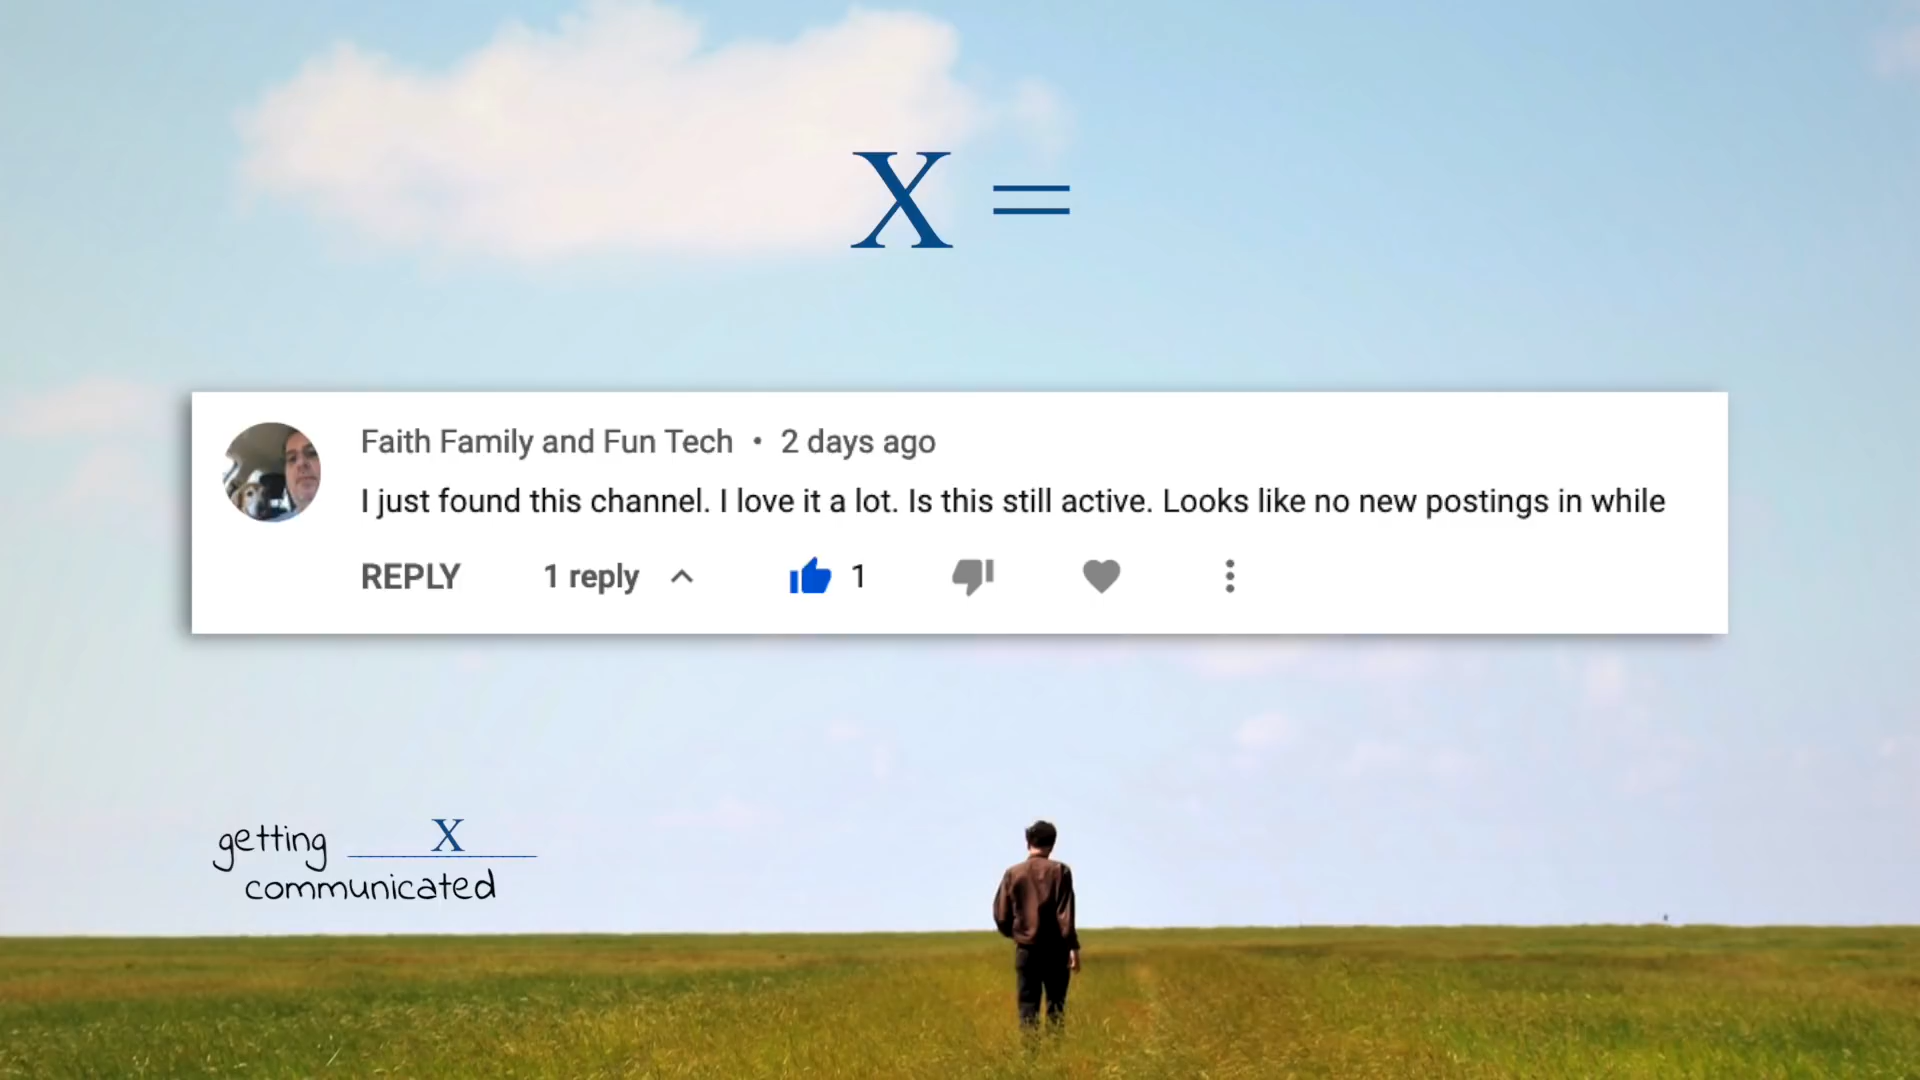 X =
Faith Family and Fun Tech • 2 days ago
I just found this channel. I love it a lot. Is this still active. Looks like no new postings in while
REPLY 1 reply 1
getting X
communicated